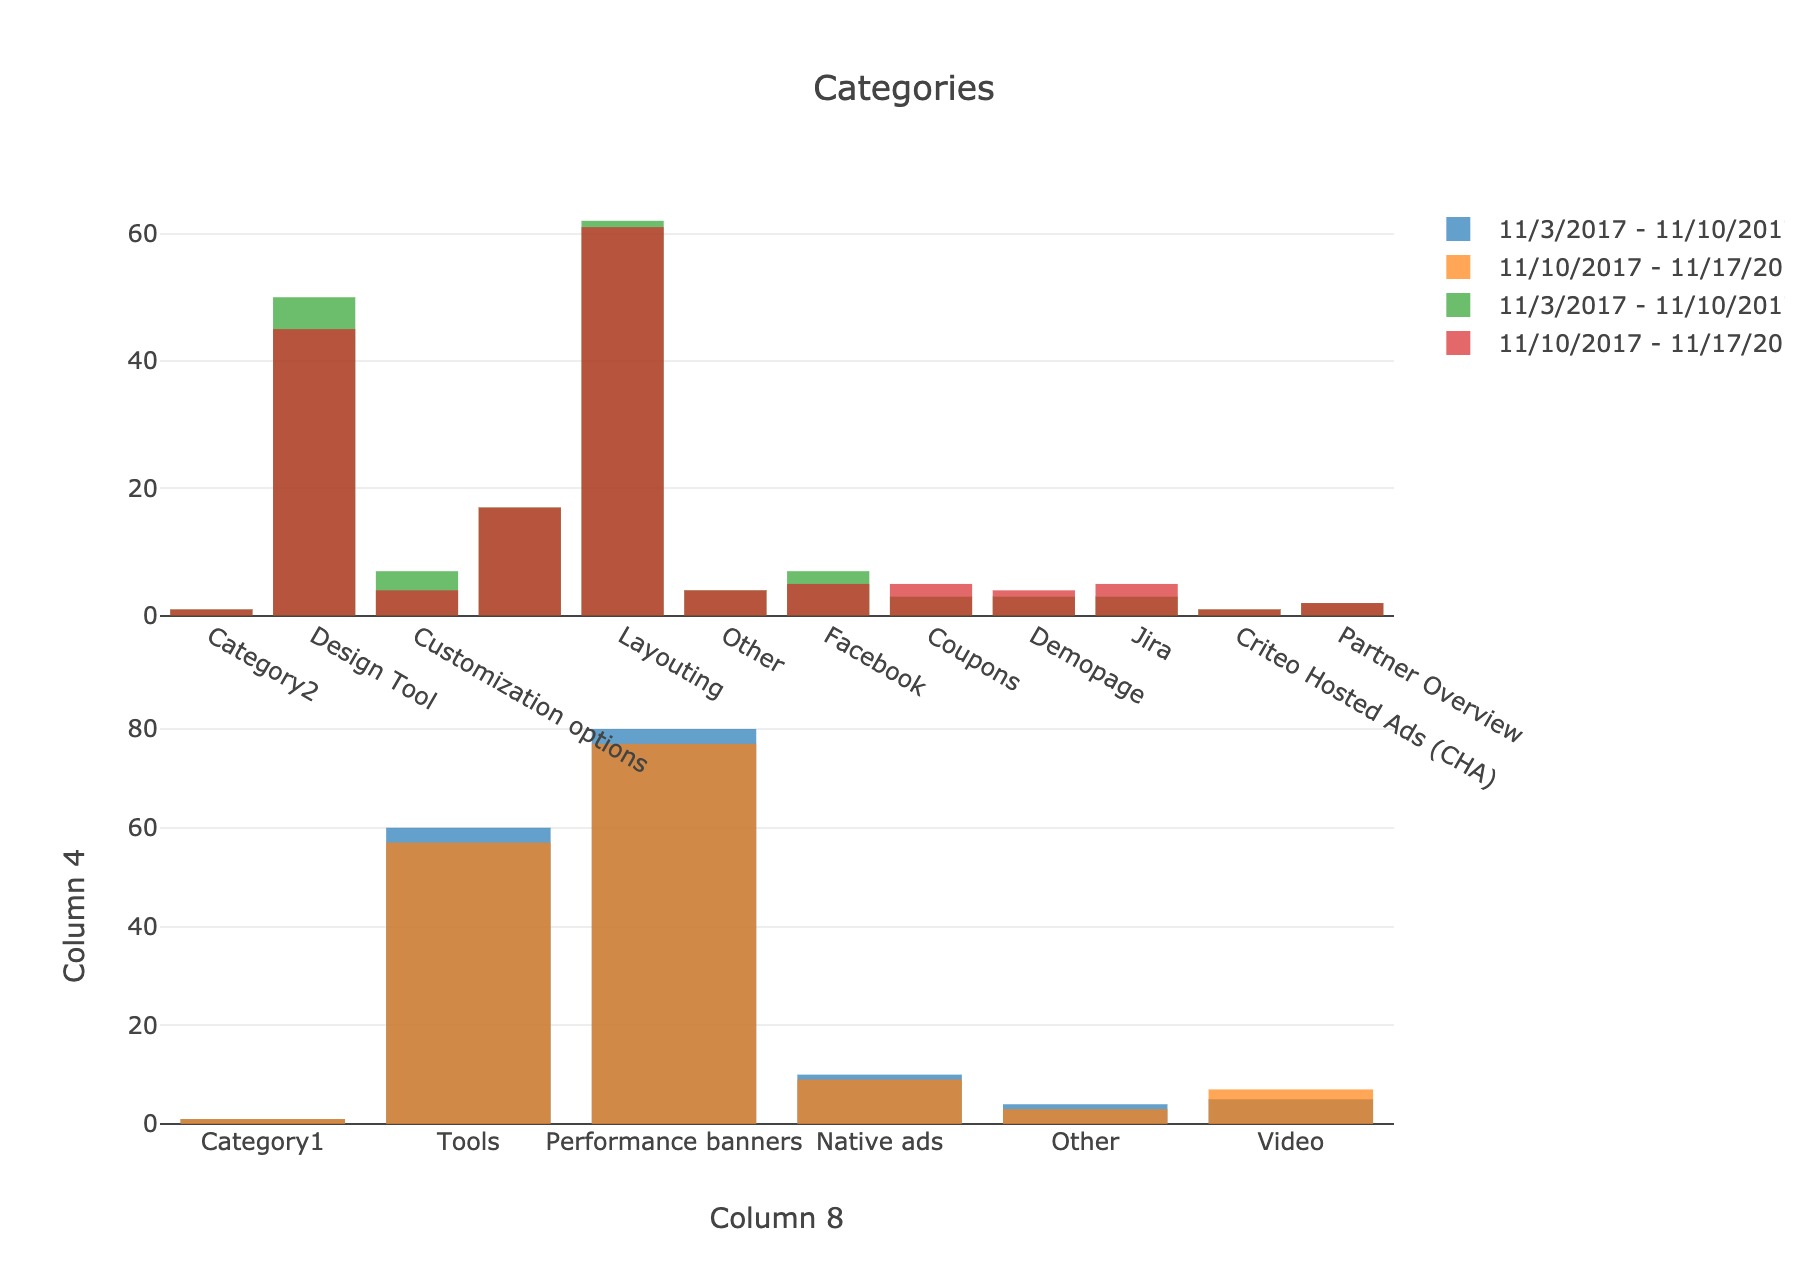 Categories
60
40
20
0
Category2
Design Tool
Customization options
Layouting
Other
Facebook
Coupons
Demopage
Jira
Criteo Hosted Ads (CHA)
Partner Overview
11/3/2017 - 11/10/201
11/10/2017 - 11/17/20
11/3/2017 - 11/10/201
11/10/2017 - 11/17/20
80
60
40
20
0
Column 4
Category1
Tools
Performance banners
Native ads
Other
Video
Column 8